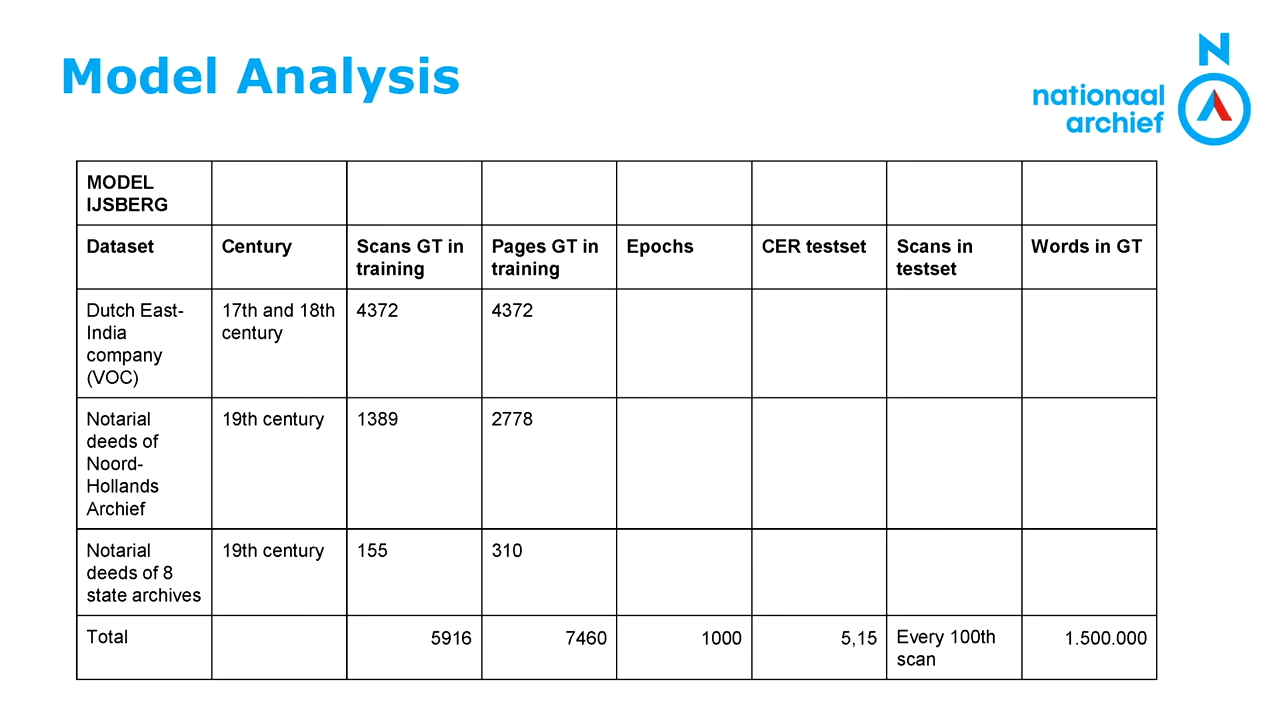 Model Analysis
N
nationaal
archief
MODEL
IJSBERG
Dataset
Century
Scans GT in
training
Pages GT in
training
Epochs
CER testset
Scans in
testset
Words in GT
Dutch East-
India
company
(VOC)
17th and 18th
century
4372
4372
Notarial
deeds of
Noord-
Hollands
Archief
19th century
1389
2778
Notarial
deeds of 8
state archives
19th century
155
310
Total
5916
7460
1000
5,15
Every 100th
scan
1.500.000